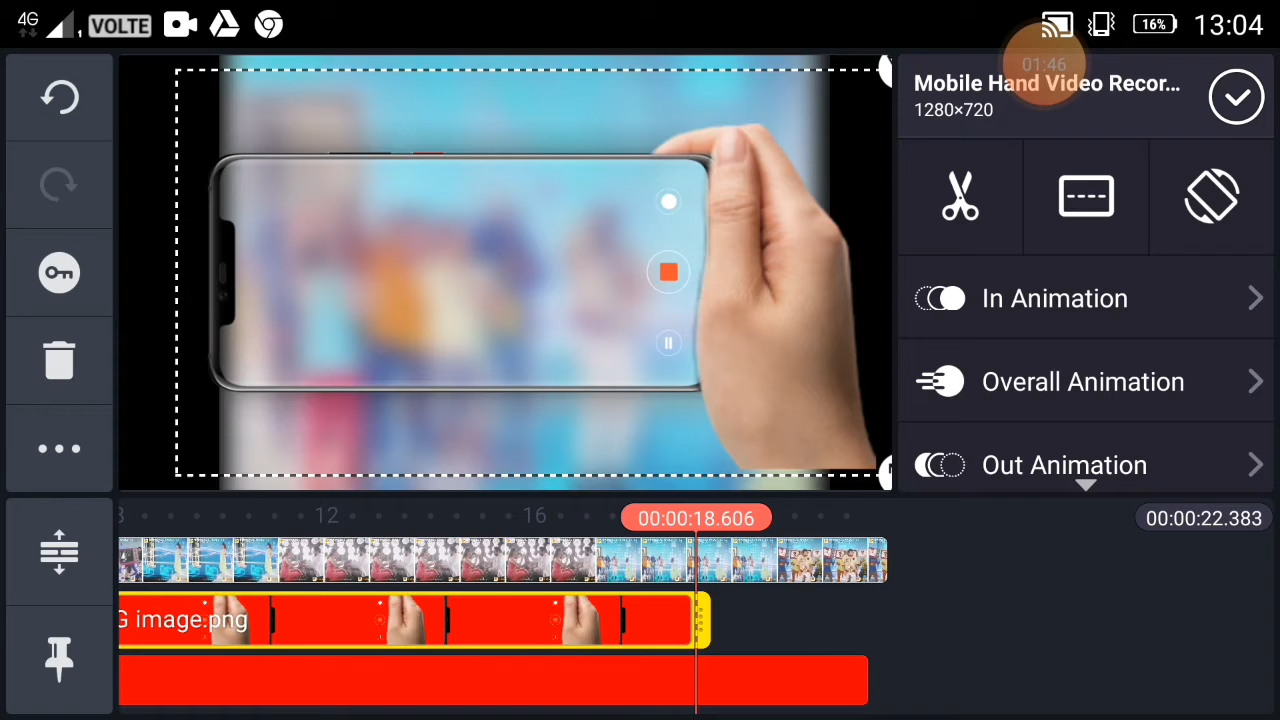 4G VOLTE 16% 13:04
01:46
Mobile Hand Video Recor...
1280×720
In Animation
Overall Animation
Out Animation
12 16 00:00:18.606 00:00:22.383
G image.png